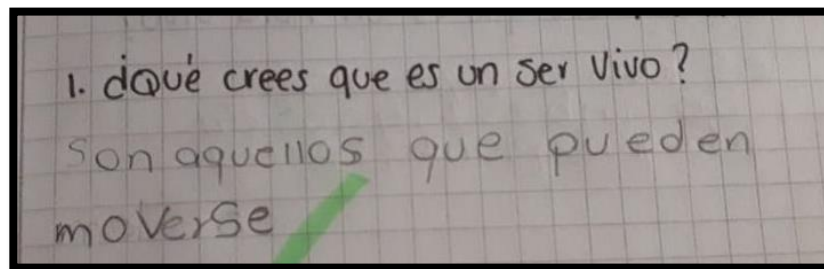 1. ¿Qué crees que es un ser vivo?
son aquellos que pueden
moverse